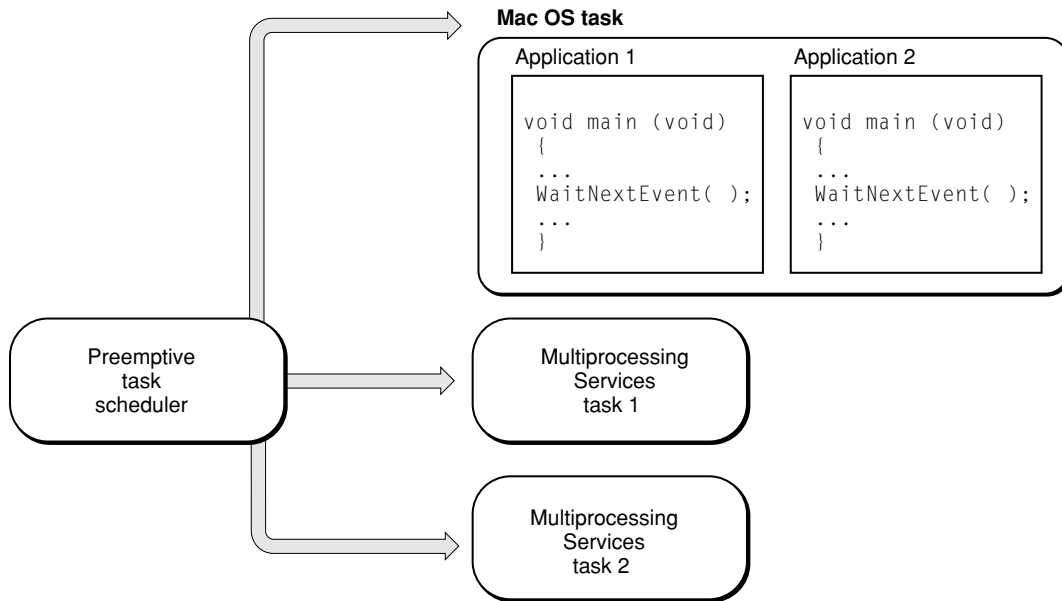 Mac OS task
Application 1
void main (void)
{
...
WaitNextEvent( );
...
}
Application 2
void main (void)
{
...
WaitNextEvent( );
...
}
Preemptive
task
scheduler
Multiprocessing
Services
task 1
Multiprocessing
Services
task 2